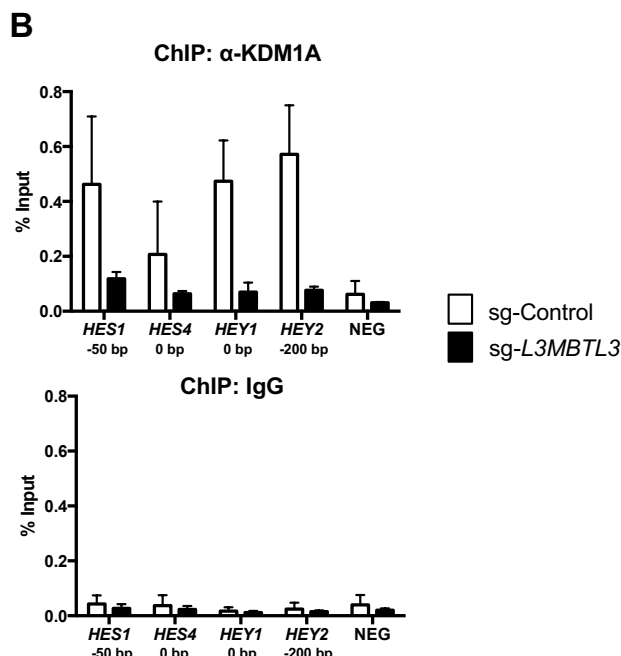 B
ChIP: α-KDM1A
0.8
0.6
0.4
0.2
0.0
% Input
HES1 HES4 HEY1 HEY2 NEG
-50 bp 0 bp 0 bp -200 bp
sg-Control
sg-L3MBTL3
ChIP: IgG
0.8
0.6
0.4
0.2
0.0
% Input
HES1 HES4 HEY1 HEY2 NEG
-50 bp 0 bp 0 bp -200 bp